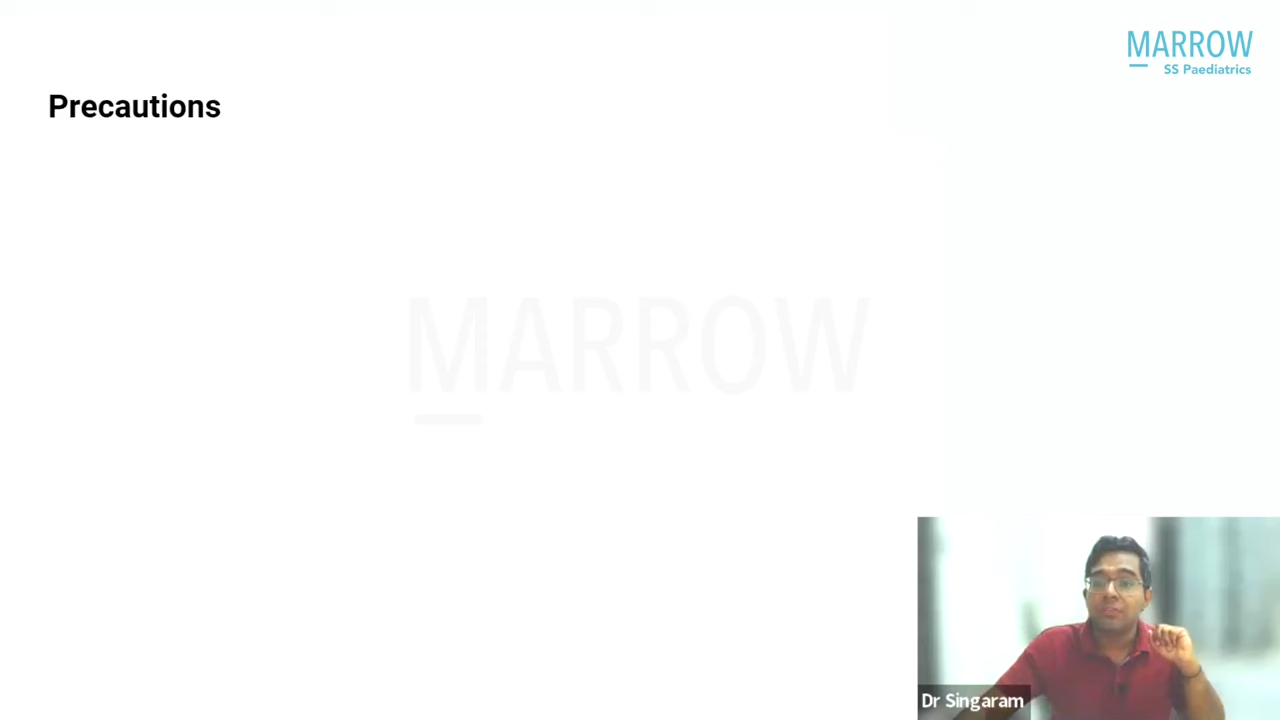 MARROW
SS Paediatrics
Precautions
MARROW
Dr Singaram